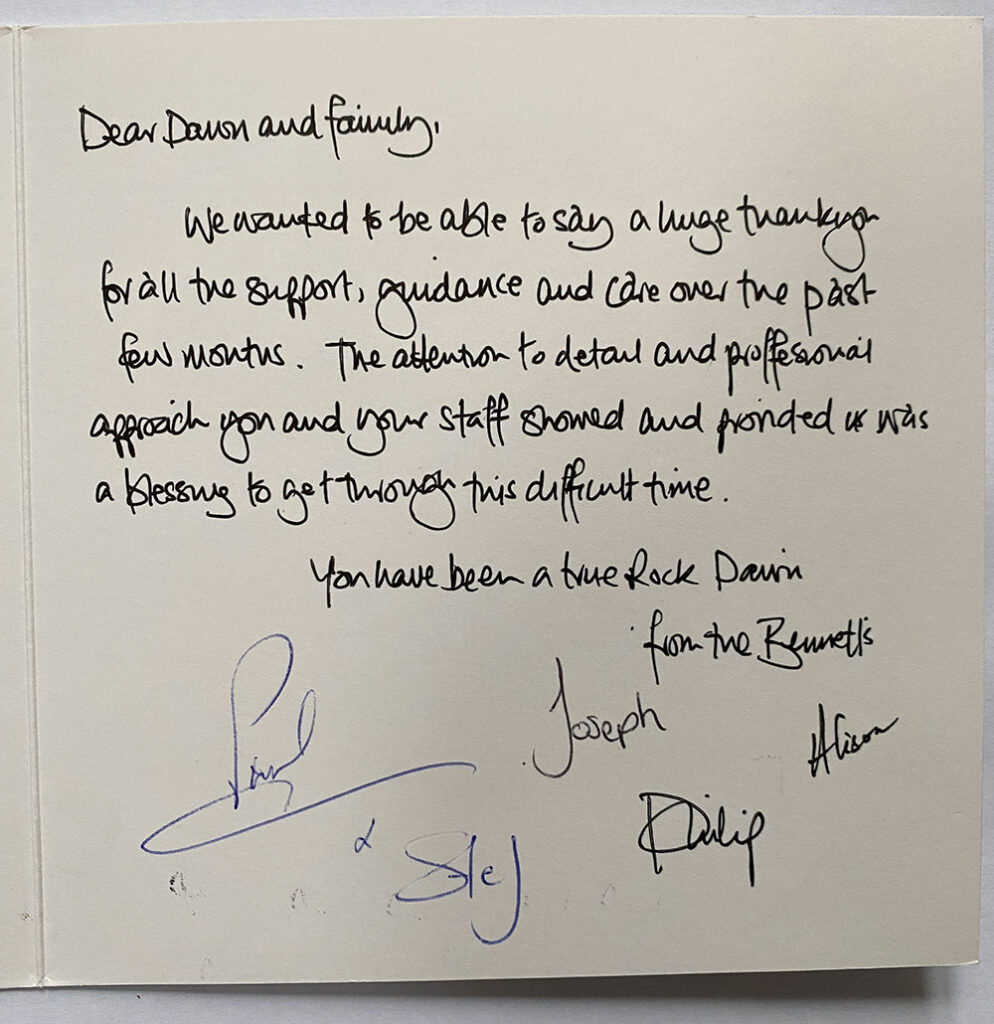 Dear Dawn and family,
We wanted to be able to say a huge thankyou
for all the support, guidance and care over the past
few months. The attention to detail and proffessional
approach you and your staff showed and provided us was
a blessing to get through this difficult time.
You have been a true Rock Dawn
from the Bennett's
Joseph
Alison
Paul
Philip
& Ste